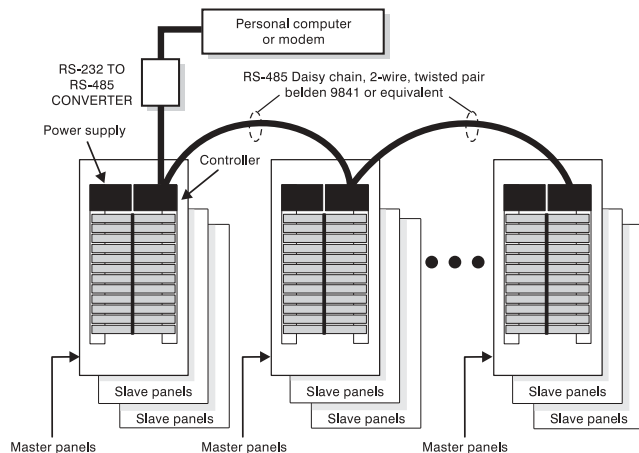 Personal computer
or modem
RS-232 TO
RS-485
CONVERTER
RS-485 Daisy chain, 2-wire, twisted pair
belden 9841 or equivalent
Power supply
Controller
Slave panels
Slave panels
Slave panels
Slave panels
Slave panels
Slave panels
Master panels
Master panels
Master panels